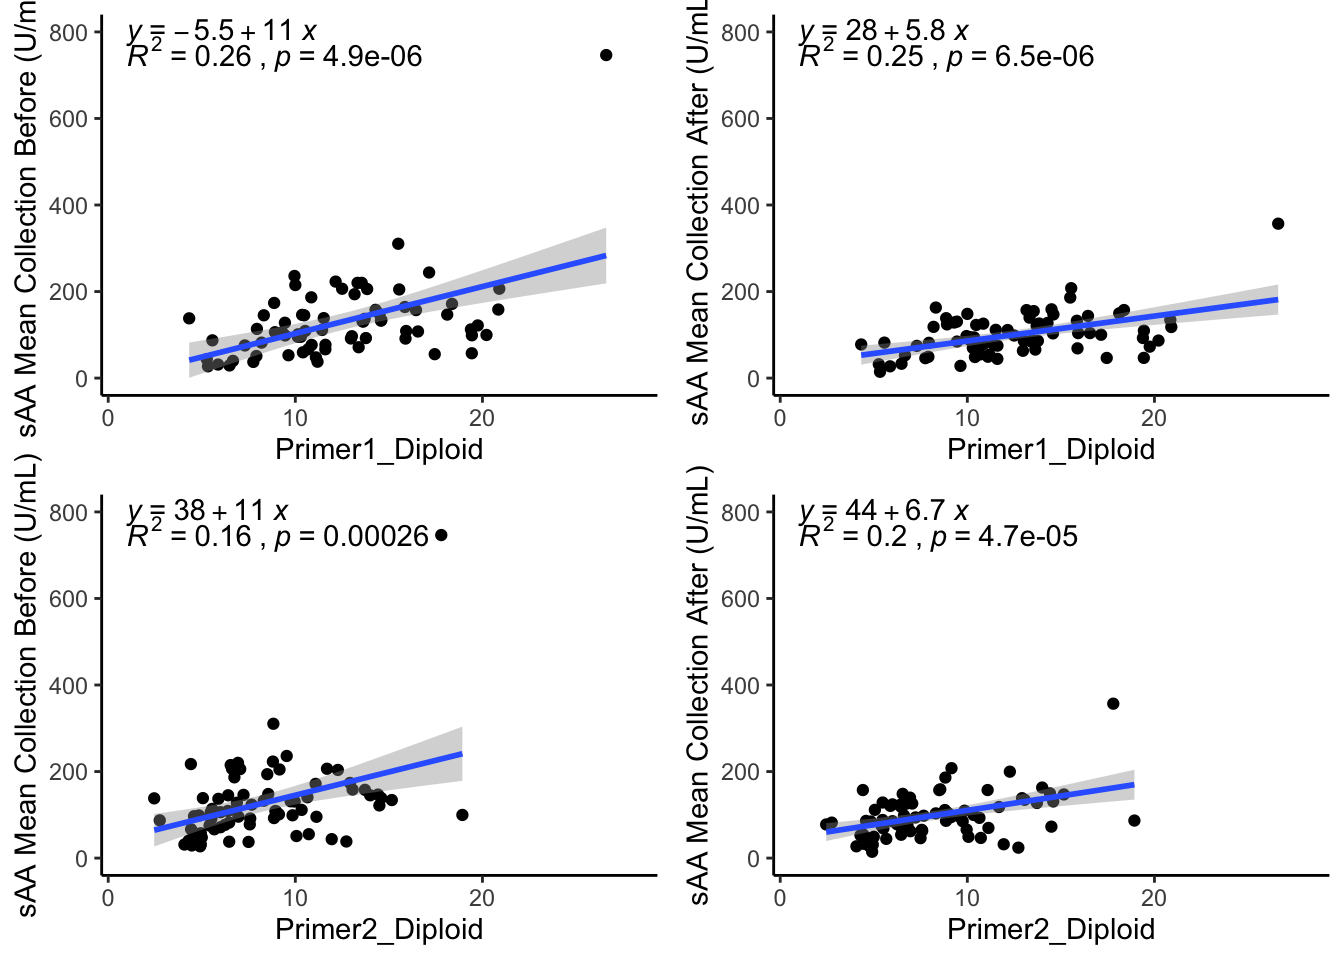 sAA Mean Collection Before (U/m
800
600
400
200
0
y = −5.5 + 11 x
R² = 0.26 , p = 4.9e-06
0 10 20
Primer1_Diploid
sAA Mean Collection After (U/mL
800
600
400
200
0
y = 28 + 5.8 x
R² = 0.25 , p = 6.5e-06
0 10 20
Primer1_Diploid
sAA Mean Collection Before (U/mL)
800
600
400
200
0
y = 38 + 11 x
R² = 0.16 , p = 0.00026
0 10 20
Primer2_Diploid
sAA Mean Collection After (U/mL)
800
600
400
200
0
y = 44 + 6.7 x
R² = 0.2 , p = 4.7e-05
0 10 20
Primer2_Diploid